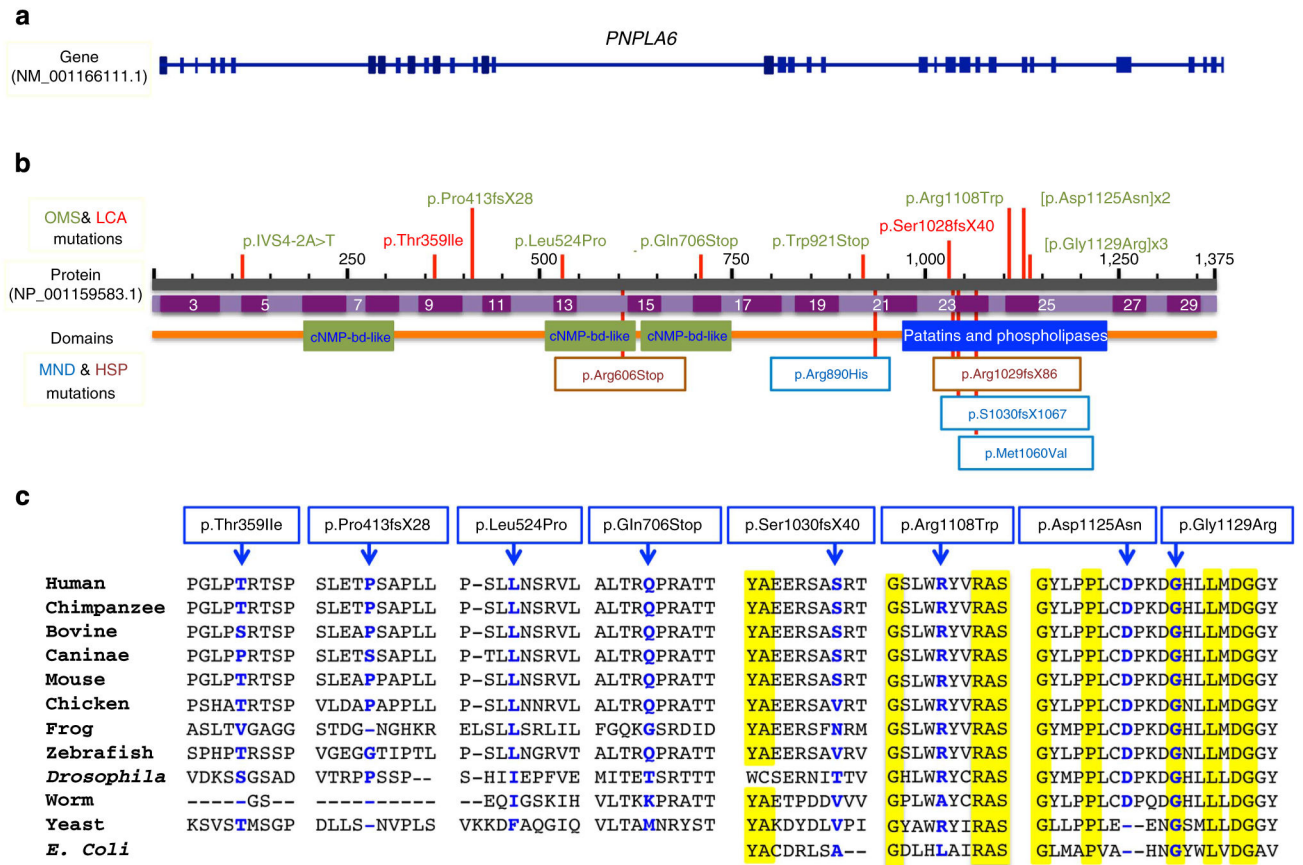 a
PNPLA6
Gene
(NM_001166111.1)
b
OMS& LCA
mutations
p.IVS4-2A>T
p.Thr359Ile
p.Pro413fsX28
p.Leu524Pro
p.Gln706Stop
p.Trp921Stop
p.Ser1028fsX40
p.Arg1108Trp
[p.Asp1125Asn]x2
[p.Gly1129Arg]x3
Protein
(NP_001159583.1)
250 500 750 1,000 1,250 1,375
3 5 7 9 11 13 15 17 19 21 23 25 27 29
Domains
cNMP-bd-like cNMP-bd-like cNMP-bd-like Patatins and phospholipases
MND & HSP
mutations
p.Arg606Stop p.Arg890His p.Arg1029fsX86
p.S1030fsX1067
p.Met1060Val
c
p.Thr359Ile p.Pro413fsX28 p.Leu524Pro p.Gln706Stop p.Ser1030fsX40 p.Arg1108Trp p.Asp1125Asn p.Gly1129Arg
Human PGLPTRTSP SLETPSAPLL P-SLLNSRVL ALTRQPRATT YAEERSASRT GSLWRYVRAS GYLPPLCDPKDGHLLMDGGY
Chimpanzee PGLPTRTSP SLETPSAPLL P-SLLNSRVL ALTRQPRATT YAEERSASRT GSLWRYVRAS GYLPPLCDPKDGHLLMDGGY
Bovine PGLPSRTSP SLEAPSAPLL P-SLLNSRVL ALTRQPRATT YAEERSASRT GSLWRYVRAS GYLPPLCDPKDGHLLMDGGY
Caninae PGLPPRTSP SLETSSAPLL P-TLLNSRVL ALTRQPRATT YAEERSASRT GSLWRYVRAS GYLPPLCDPKDGHLLMDGGY
Mouse PGLPTRTSP SLEAPPAPLL P-SLLNSRVL ALTRQPRATT YAEERSASRT GSLWRYVRAS GYLPPLCDPKDGHLLMDGGY
Chicken PSHATRTSP VLDAPAPPLL P-SLLNNRVL ALTRQPRATT YAEERSAVRT GSLWRYVRAS GYLPPLCDPKDGNLLMDGGY
Frog ASLTVGAGG STDG-NGHKR ELSLLSRLIL FGQKGSRDID YAEERSFNRM GSLWRYVRAS GYLPPLCDPKDGHLLMDGGY
Zebrafish SPHPTRSSP VGEGGTIPTL P-SLLNGRVT ALTRQPRATT YAEERSAVRV GSLWRYVRAS GYLPPLCDPKDGNLLMDGGY
Drosophila VDKSSGSAD VTRPPSSP-- S-HIIEPFVE MITETSRTTT WCSERNITTV GHLWRYCRAS GYMPPLCDPKDGHLLLDGGY
Worm -----GS-- ---------- --EQIGSKIH VLTKKPRATT YAETPDDVVV GPLWAYCRAS GYLPPLCDPQDGHLLLDGGY
Yeast KSVSTMSGP DLLS-NVPLS VKKDFAQGIQ VLTAMNRYST YAKDYDLVPI GYAWRYIRAS GLLPPLE--ENGSMLLDGGY
E. Coli YACDRLSA-- GDLHLAIRAS GLMAPVA--HNGYWLVDGAV